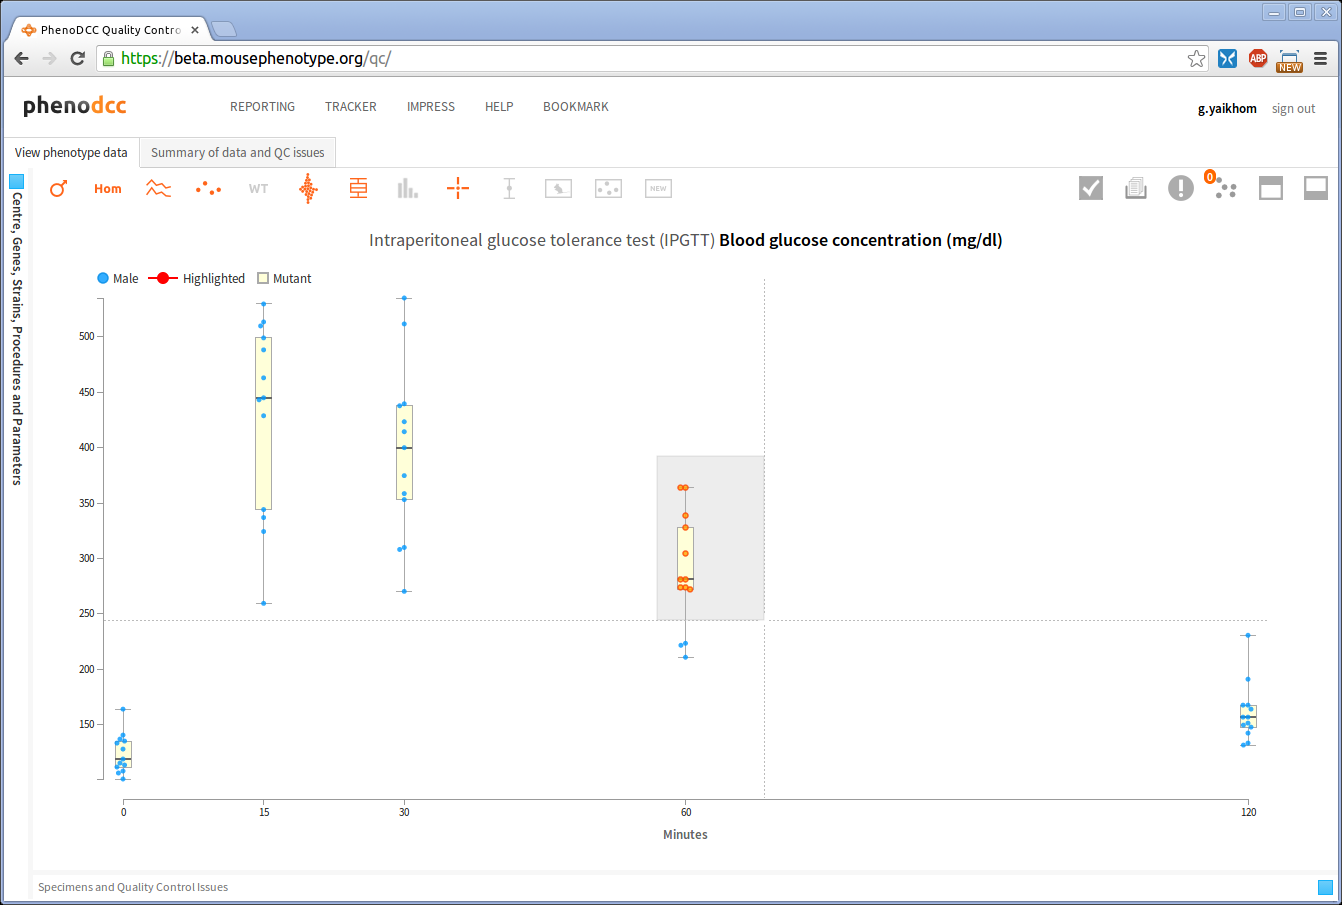 PhenoDCC Quality Contro
https://beta.mousephenotype.org/qc/
ABP
NEW
phenodcc
REPORTING TRACKER IMPRESS HELP BOOKMARK
g.yaikhom sign out
View phenotype data Summary of data and QC issues
Centre, Genes, Strains, Procedures and Parameters
Hom WT NEW 0
Intraperitoneal glucose tolerance test (IPGTT) Blood glucose concentration (mg/dl)
Male Highlighted Mutant
500
450
400
350
300
250
200
150
0 15 30 60 120
Minutes
Specimens and Quality Control Issues